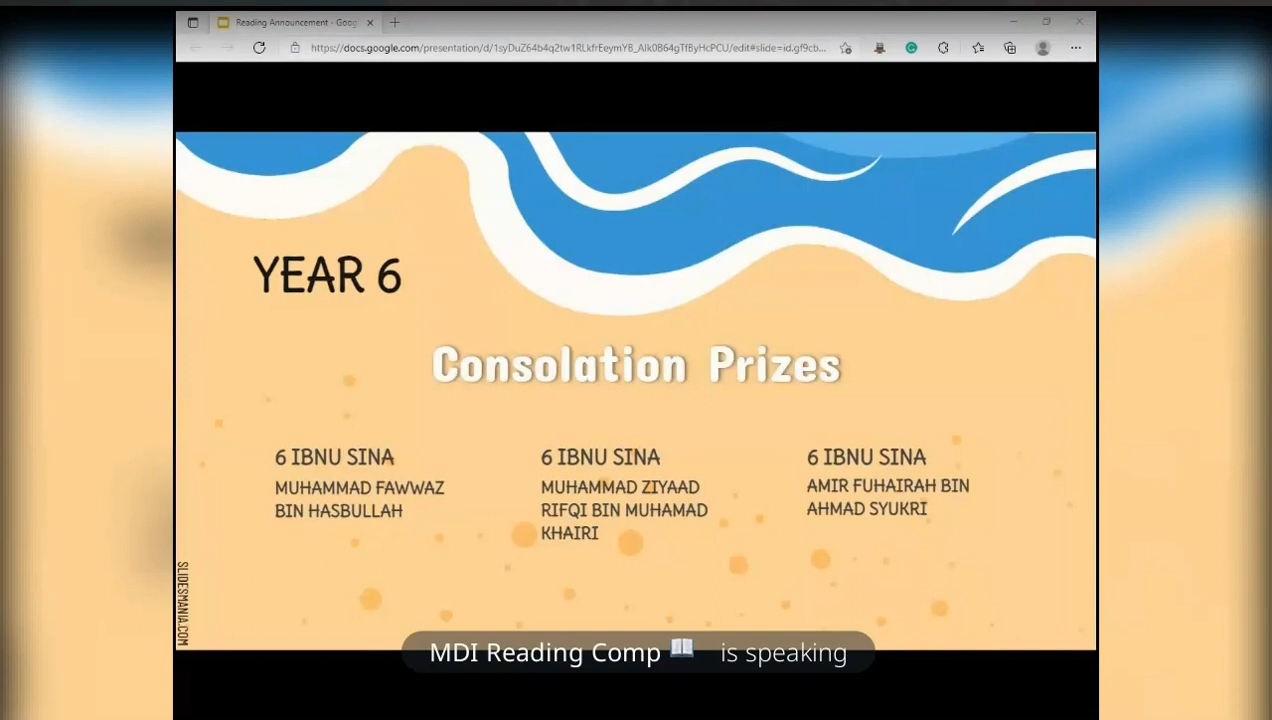 Reading Announcement - Goog
https://docs.google.com/presentation/d/1syDuZ64b4q2tw1RLkfrEeymYB_AIk0B64gTfByHcPCU/edit#slide=id.gf9cb...
YEAR 6
Consolation Prizes
6 IBNU SINA
MUHAMMAD FAWWAZ
BIN HASBULLAH
6 IBNU SINA
MUHAMMAD ZIYAAD
RIFQI BIN MUHAMAD
KHAIRI
6 IBNU SINA
AMIR FUHAIRAH BIN
AHMAD SYUKRI
SLIDESMANIA.COM
MDI Reading Comp is speaking